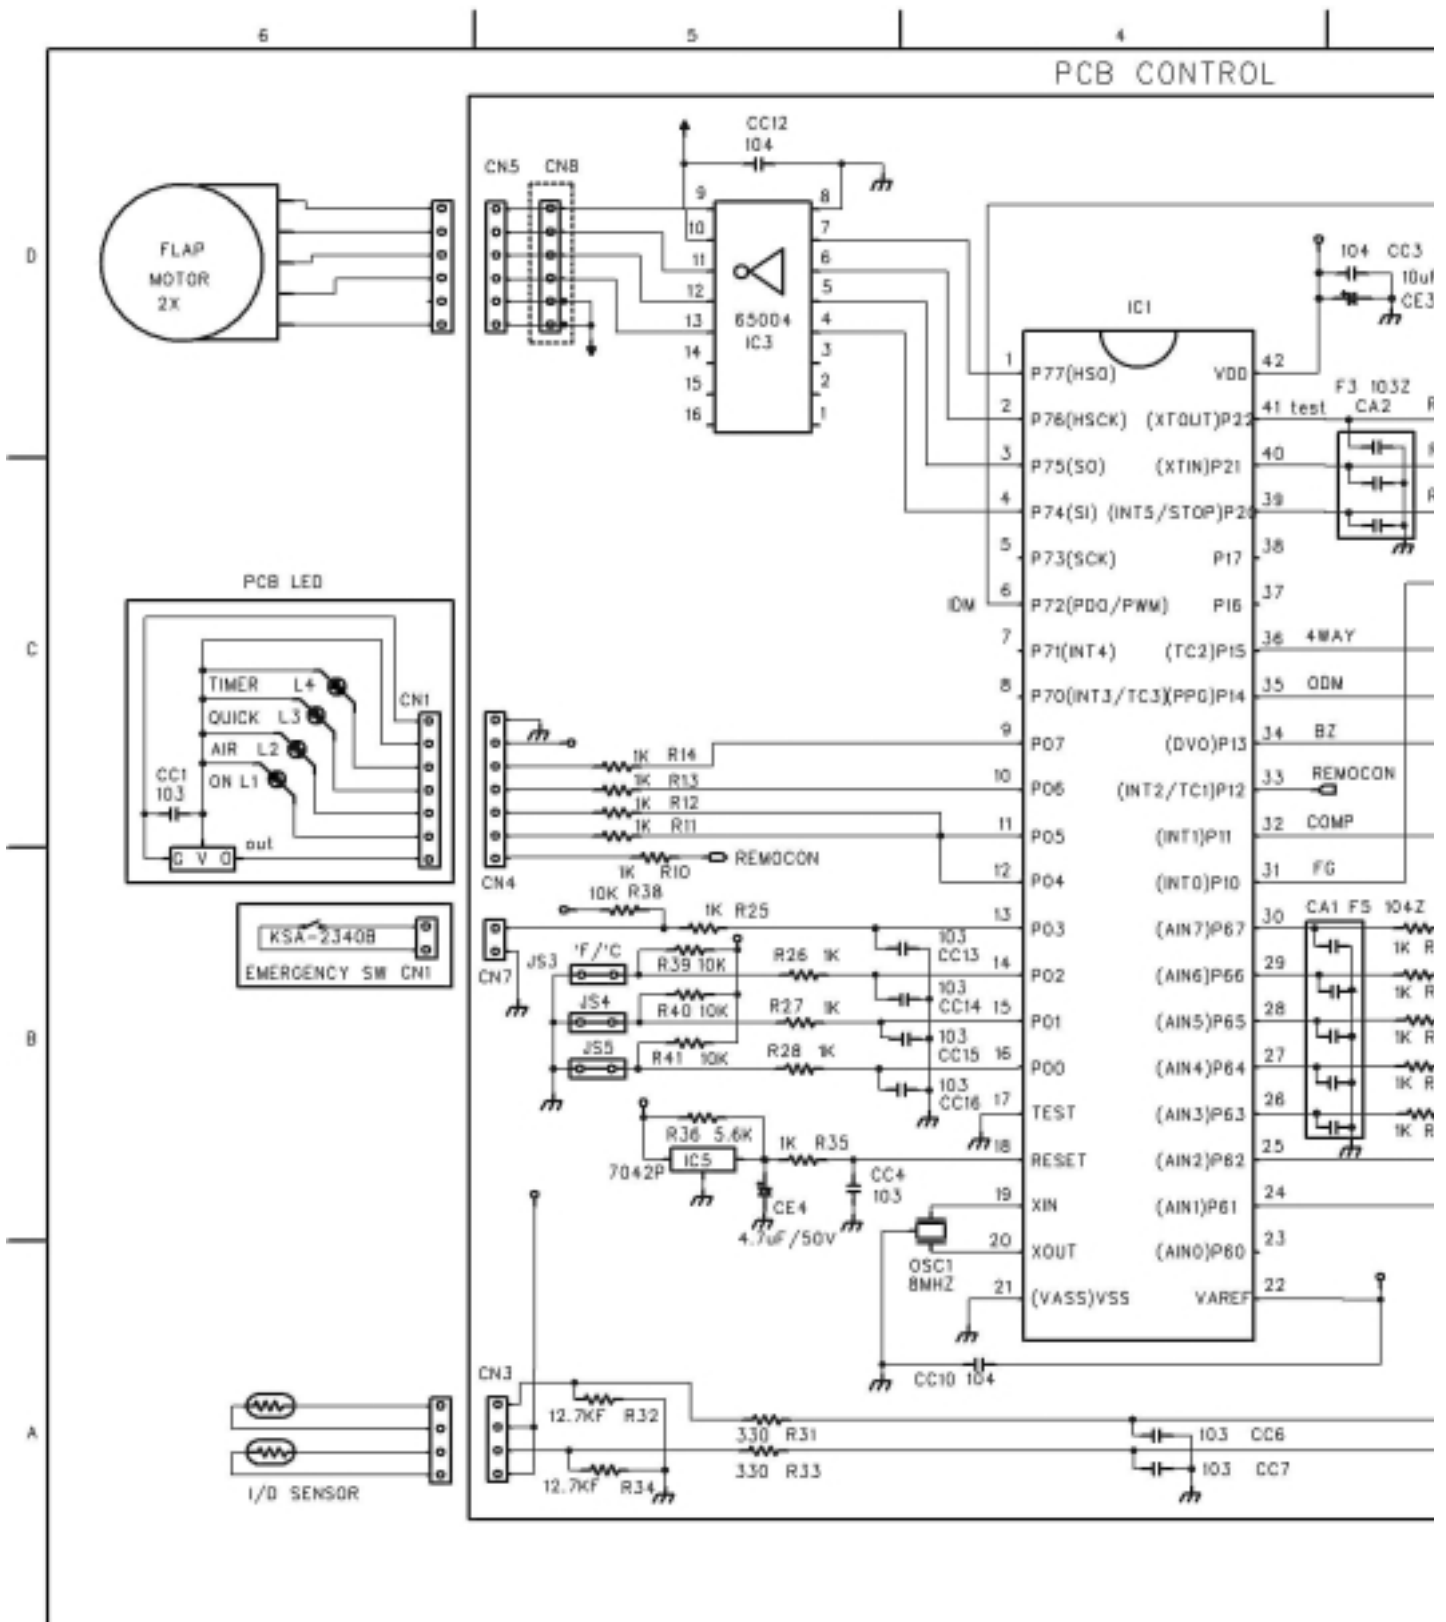 6 5 4
PCB CONTROL
D
C
B
A
FLAP
MOTOR
2X
CN5 CN8
CC12
104
9
10
11
12
13
14
15
16
8
7
6
5
4
3
2
1
65004
IC3
104 CC3
CE3
IC1
1 P77(HSO)
2 P76(HSCK)
3 P75(SO)
4 P74(SI)
5 P73(SCK)
IDM
6 P72(PDO/PWM)
7 P71(INT4)
8 P70(INT3/TC3)
9 P07
10 P06
11 P05
12 P04
13 P03
14 P02
15 P01
16 P00
17 TEST
18 RESET
19 XIN
20 XOUT
21 (VASS)VSS
VDD 42
(XTOUT)P22 41 test
(XTIN)P21 40
(INT5/STOP)P20 39
P17 38
P16 37
(TC2)P15 36 4WAY
(PPG)P14 35 ODM
(DVO)P13 34 BZ
(INT2/TC1)P12 33 REMOCON
(INT1)P11 32 COMP
(INT0)P10 31 FG
(AIN7)P67 30
(AIN6)P66 29
(AIN5)P65 28
(AIN4)P64 27
(AIN3)P63 26
(AIN2)P62 25
(AIN1)P61 24
(AIN0)P60 23
VAREF 22
F3 103Z
CA2
CA1 F5 104Z
1K
1K
1K
1K
1K
PCB LED
TIMER L4
QUICK L3
AIR L2
ON L1
CN1
CC1
103
G V O
out
KSA-2340B
EMERGENCY SW CN1
1K R14
1K R13
1K R12
1K R11
1K R10
REMOCON
CN4
10K R38
1K R25
CN7
JS3
'F/'C
R39 10K
R26 1K
JS4
R40 10K
R27 1K
JS5
R41 10K
R28 1K
103
CC13
103
CC14
103
CC15
103
CC16
R36 5.6K
IC5
7042P
1K R35
CC4
103
CE4
4.7uF/50V
OSC1
8MHZ
CC10 104
CN3
12.7KF R32
330 R31
330 R33
12.7KF R34
103 CC6
103 CC7
I/O SENSOR